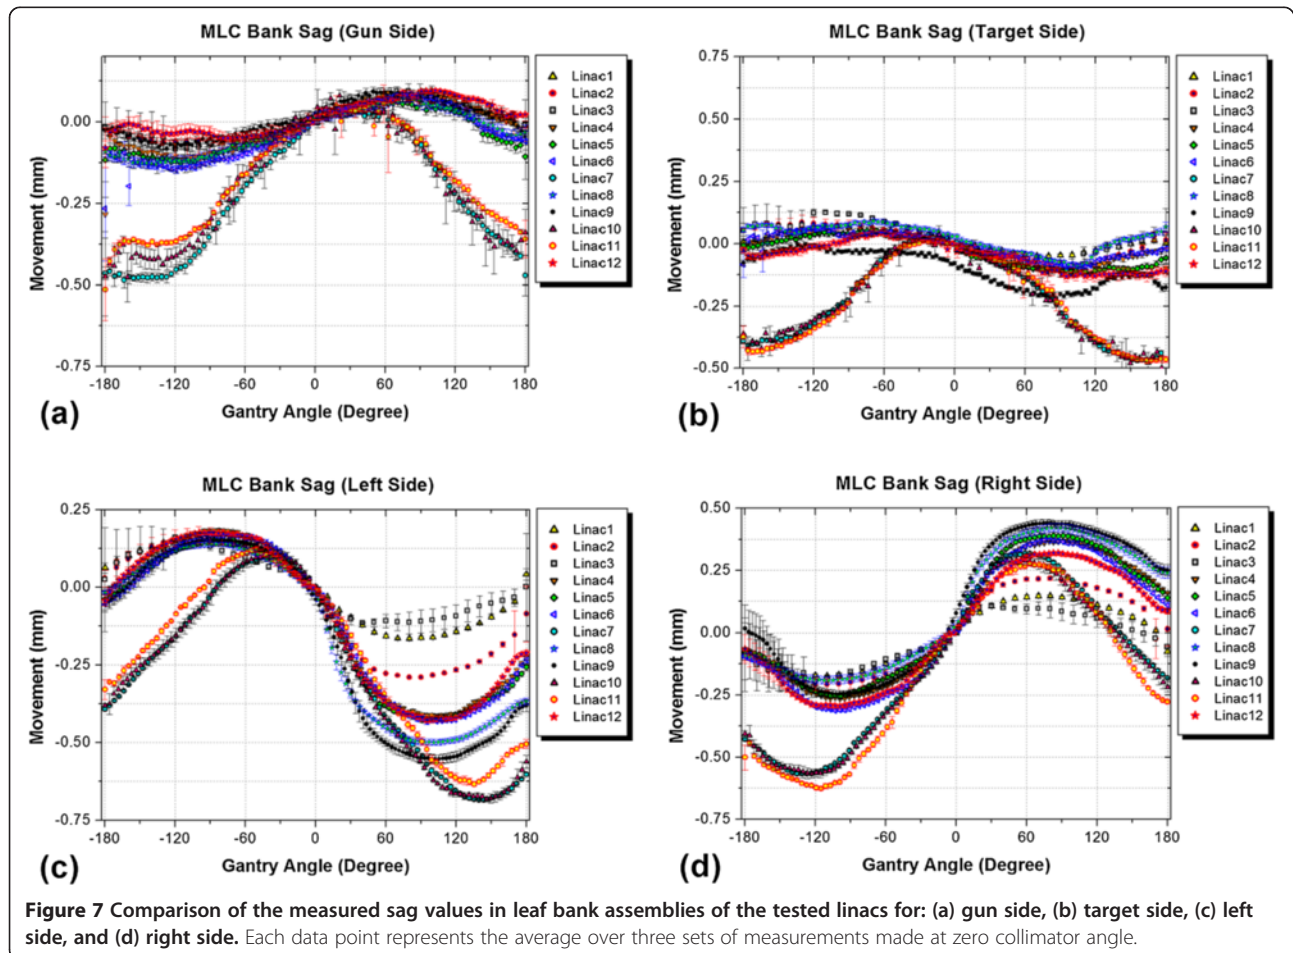 MLC Bank Sag (Gun Side)
0.00
-0.25
-0.50
-0.75
Movement (mm)
-180 -120 -60 0 60 120 180
Gantry Angle (Degree)
(a)
Linac1
Linac2
Linac3
Linac4
Linac5
Linac6
Linac7
Linac8
Linac9
Linac10
Linac11
Linac12
MLC Bank Sag (Target Side)
0.75
0.50
0.25
0.00
-0.25
-0.50
Movement (mm)
-180 -120 -60 0 60 120 180
Gantry Angle (Degree)
(b)
Linac1
Linac2
Linac3
Linac4
Linac5
Linac6
Linac7
Linac8
Linac9
Linac10
Linac11
Linac12
MLC Bank Sag (Left Side)
0.25
0.00
-0.25
-0.50
-0.75
Movement (mm)
-180 -120 -60 0 60 120 180
Gantry Angle (Degree)
(c)
Linac1
Linac2
Linac3
Linac4
Linac5
Linac6
Linac7
Linac8
Linac9
Linac10
Linac11
Linac12
MLC Bank Sag (Right Side)
0.50
0.25
0.00
-0.25
-0.50
-0.75
Movement (mm)
-180 -120 -60 0 60 120 180
Gantry Angle (Degree)
(d)
Linac1
Linac2
Linac3
Linac4
Linac5
Linac6
Linac7
Linac8
Linac9
Linac10
Linac11
Linac12
Figure 7 Comparison of the measured sag values in leaf bank assemblies of the tested linacs for: (a) gun side, (b) target side, (c) left
side, and (d) right side. Each data point represents the average over three sets of measurements made at zero collimator angle.